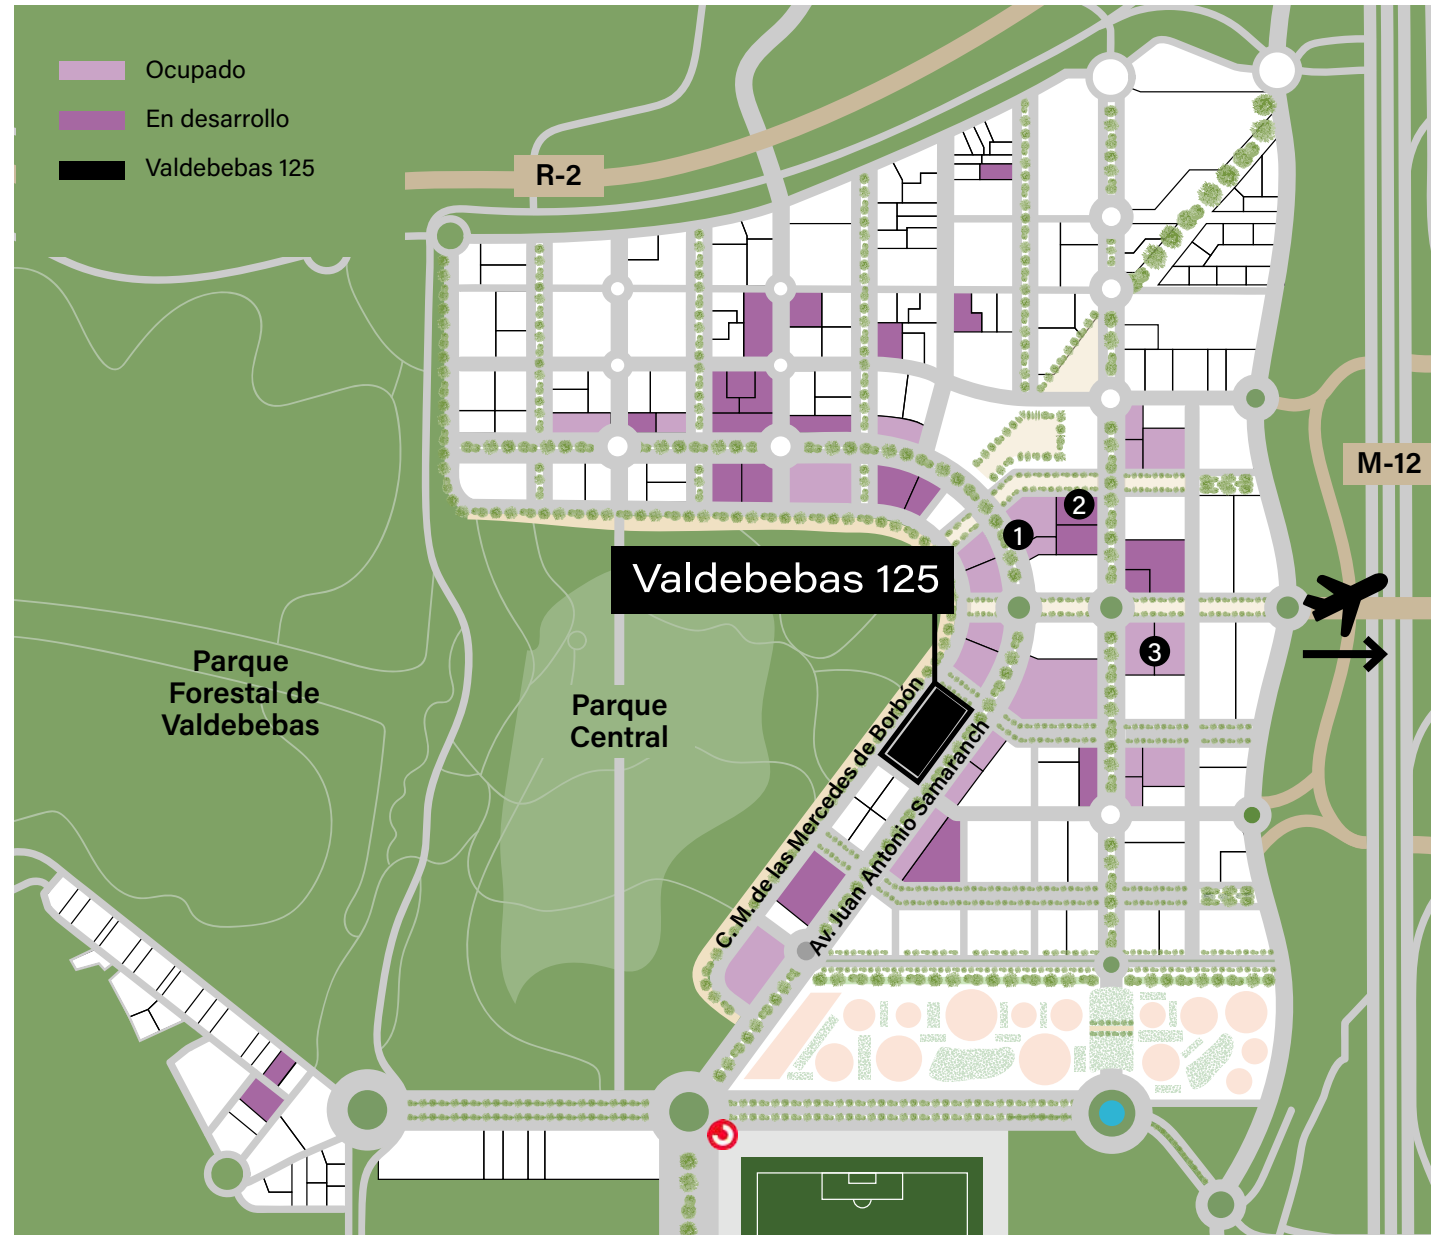 Ocupado
En desarrollo
Valdebebas 125
R-2
M-12
2
1
Valdebebas 125
3
Parque
Forestal de
Valdebebas
Parque
Central
C. M. de las Mercedes de Borbón
Av. Juan Antonio Samaranch